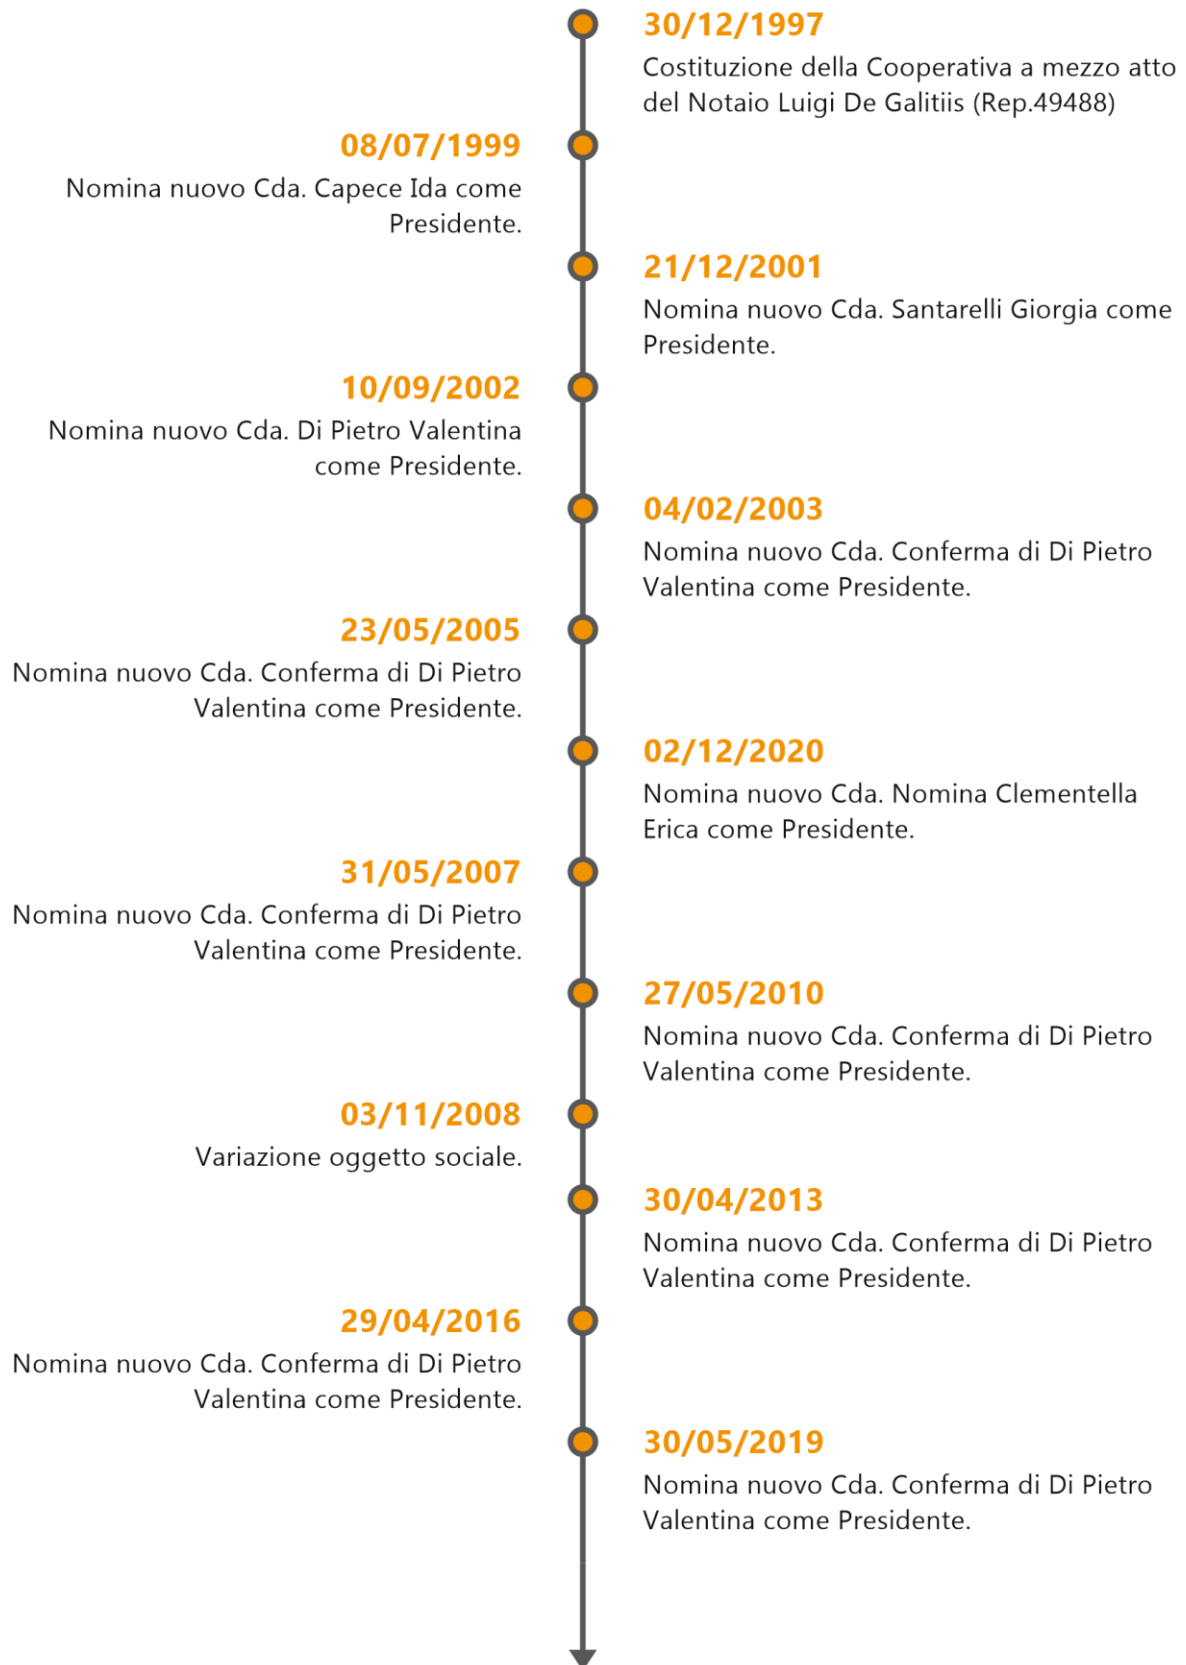 30/12/1997
Costituzione della Cooperativa a mezzo atto
del Notaio Luigi De Galitiis (Rep.49488)
08/07/1999
Nomina nuovo Cda. Capece Ida come
Presidente.
21/12/2001
Nomina nuovo Cda. Santarelli Giorgia come
Presidente.
10/09/2002
Nomina nuovo Cda. Di Pietro Valentina
come Presidente.
04/02/2003
Nomina nuovo Cda. Conferma di Di Pietro
Valentina come Presidente.
23/05/2005
Nomina nuovo Cda. Conferma di Di Pietro
Valentina come Presidente.
02/12/2020
Nomina nuovo Cda. Nomina Clementella
Erica come Presidente.
31/05/2007
Nomina nuovo Cda. Conferma di Di Pietro
Valentina come Presidente.
27/05/2010
Nomina nuovo Cda. Conferma di Di Pietro
Valentina come Presidente.
03/11/2008
Variazione oggetto sociale.
30/04/2013
Nomina nuovo Cda. Conferma di Di Pietro
Valentina come Presidente.
29/04/2016
Nomina nuovo Cda. Conferma di Di Pietro
Valentina come Presidente.
30/05/2019
Nomina nuovo Cda. Conferma di Di Pietro
Valentina come Presidente.